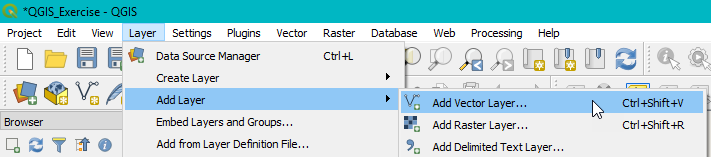 *QGIS_Exercise - QGIS
Project Edit View Layer Settings Plugins Vector Raster Database Web Processing Help
Data Source Manager Ctrl+L
Create Layer
Add Layer
Add Vector Layer... Ctrl+Shift+V
Embed Layers and Groups...
Add Raster Layer... Ctrl+Shift+R
Add from Layer Definition File...
Add Delimited Text Layer...
Browser